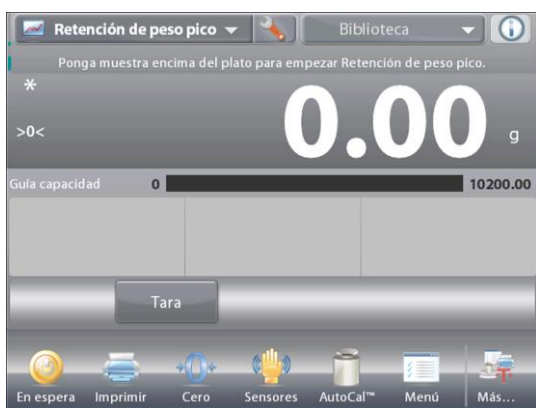 Retención de peso pico
Biblioteca
Ponga muestra encima del plato para empezar Retención de peso pico.
*
>0<
0.00 g
Guía capacidad 0 10200.00
Tara
En espera Imprimir Cero Sensores AutoCal™ Menú Más...